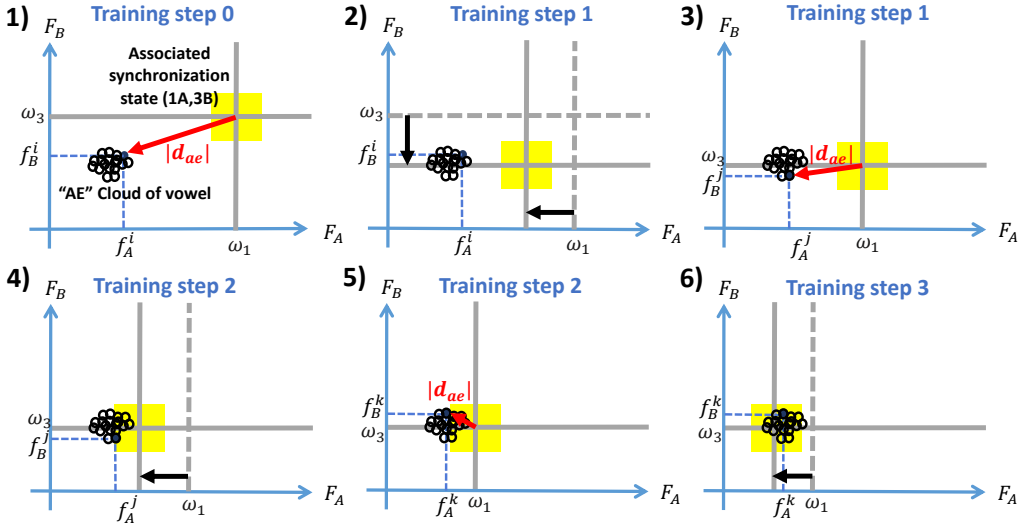 1)
Training step 0
F_B
Associated
synchronization
state (1A,3B)
ω_3
f_B^i
|d_ae|
“AE” Cloud of vowel
f_A^i
ω_1
F_A
2)
Training step 1
F_B
ω_3
f_B^i
f_A^i
ω_1
F_A
3)
Training step 1
F_B
|d_ae|
ω_3
f_B^j
f_A^j
ω_1
F_A
4)
Training step 2
F_B
ω_3
f_B^j
f_A^j
ω_1
F_A
5)
Training step 2
F_B
|d_ae|
f_B^k
ω_3
f_A^k
ω_1
F_A
6)
Training step 3
F_B
f_B^k
ω_3
f_A^k
ω_1
F_A